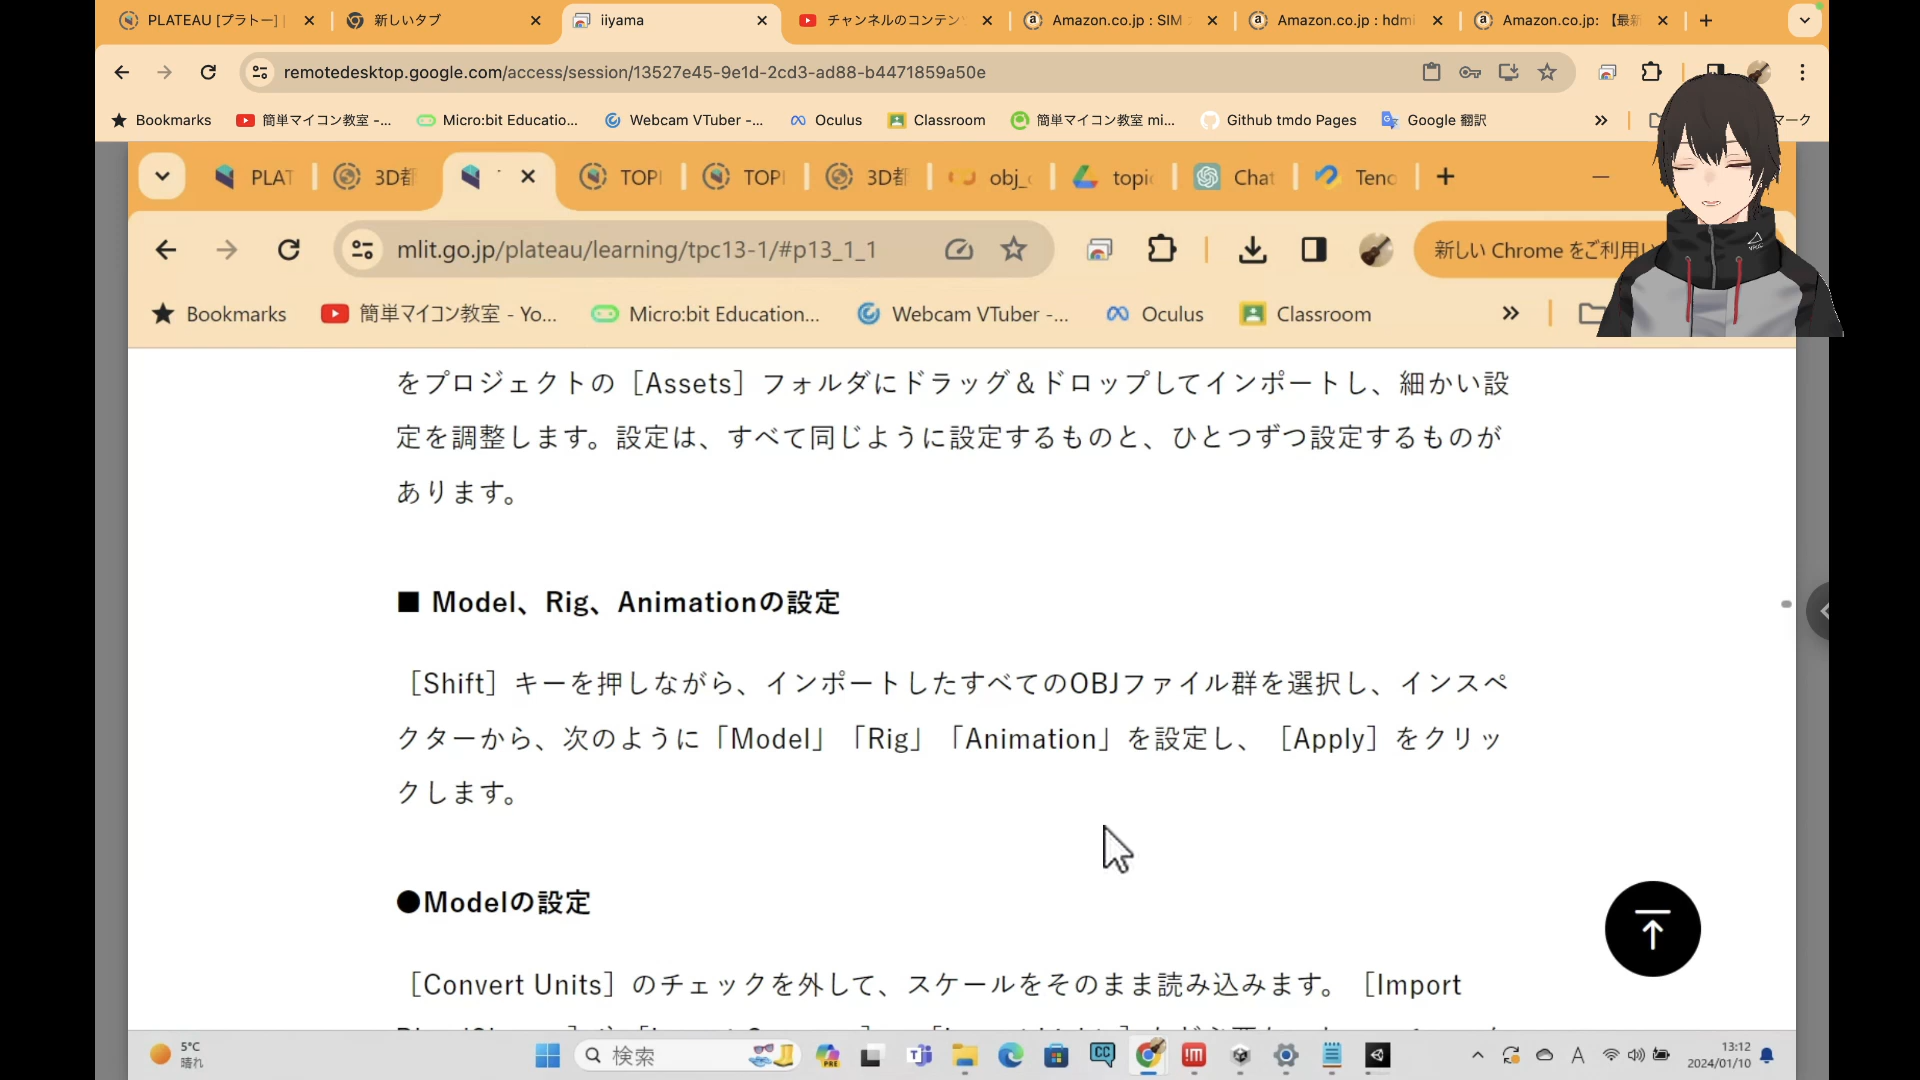 PLATEAU [プラトー] |
新しいタブ
iiyama
チャンネルのコンテンツ
Amazon.co.jp : SIM
Amazon.co.jp : hdmi
Amazon.co.jp: 【最新
remotedesktop.google.com/access/session/13527e45-9e1d-2cd3-ad88-b4471859a50e
Bookmarks
簡単マイコン教室 -...
Micro:bit Educatio...
Webcam VTuber -...
Oculus
Classroom
簡単マイコン教室 mi...
Github tmdo Pages
Google 翻訳
マーク
PLAT
3D都
TOPI
TOPI
3D都
obj_
topic
Chat
Teno
mlit.go.jp/plateau/learning/tpc13-1/#p13_1_1
新しい Chrome をご利用い
Bookmarks
簡単マイコン教室 - Yo...
Micro:bit Education...
Webcam VTuber -...
Oculus
Classroom
をプロジェクトの［Assets］フォルダにドラッグ＆ドロップしてインポートし、細かい設
定を調整します。設定は、すべて同じように設定するものと、ひとつずつ設定するものが
あります。
■ Model、Rig、Animationの設定
［Shift］キーを押しながら、インポートしたすべてのOBJファイル群を選択し、インスペ
クターから、次のように「Model」「Rig」「Animation」を設定し、［Apply］をクリッ
クします。
●Modelの設定
［Convert Units］のチェックを外して、スケールをそのまま読み込みます。［Import
5°C
晴れ
検索
PRE
CC
A
13:12
2024/01/10